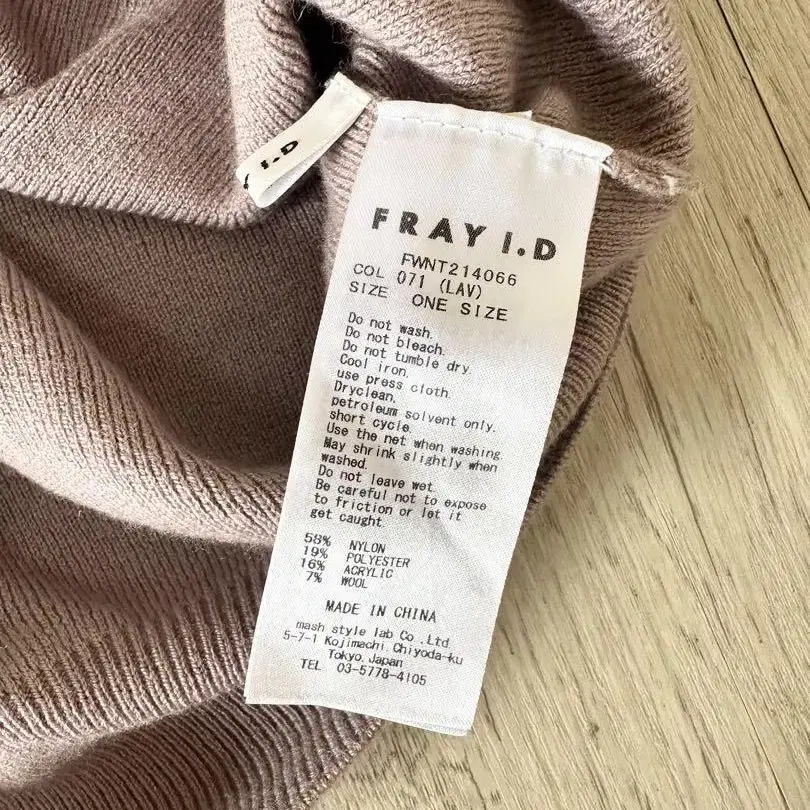 I.D
FRAY I.D
FWNT214066
COL 071 (LAV)
SIZE ONE SIZE
Do not wash.
Do not bleach.
Do not tumble dry.
Cool iron.
use press cloth.
Dryclean.
petroleum solvent only.
short cycle.
Use the net when washing.
May shrink slightly when
washed.
Do not leave wet.
Be careful not to expose
to friction or let it
get caught.
58% NYLON
19% POLYESTER
16% ACRYLIC
7% WOOL
MADE IN CHINA
mash style lab Co.,Ltd
5-7-1 Kojimachi,Chiyoda-ku
Tokyo,Japan
TEL 03-5778-4105